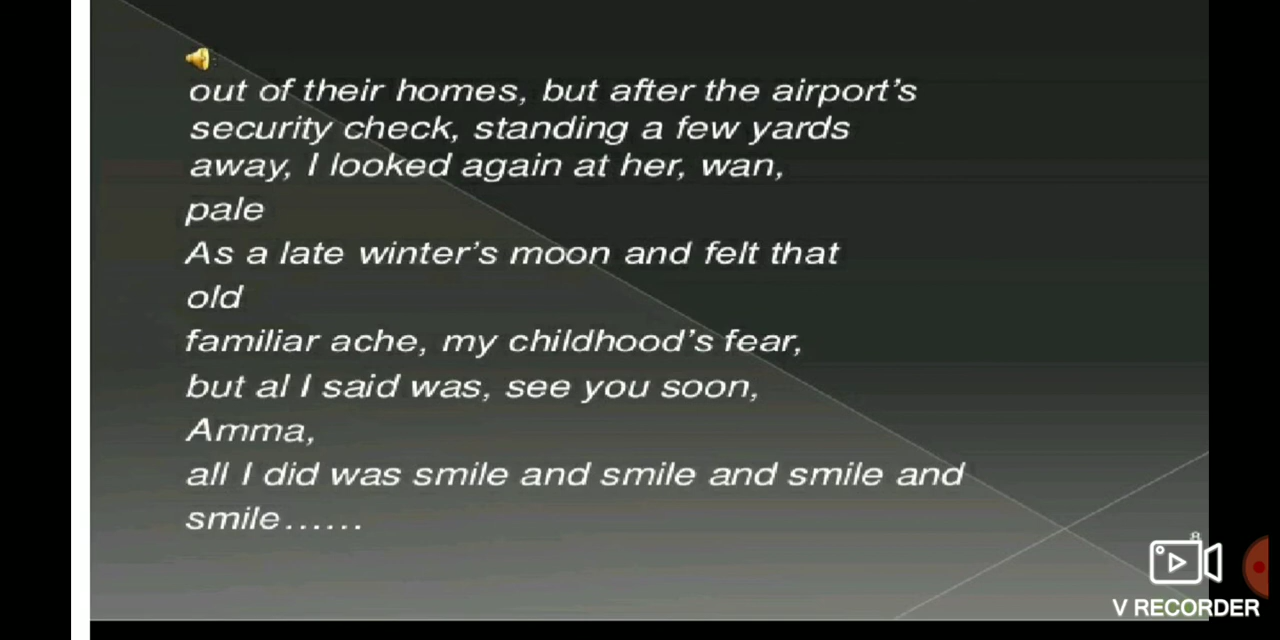 out of their homes, but after the airport's
security check, standing a few yards
away, I looked again at her, wan,
pale
As a late winter's moon and felt that
old
familiar ache, my childhood's fear,
but al I said was, see you soon,
Amma,
all I did was smile and smile and smile and
smile......
8
V RECORDER